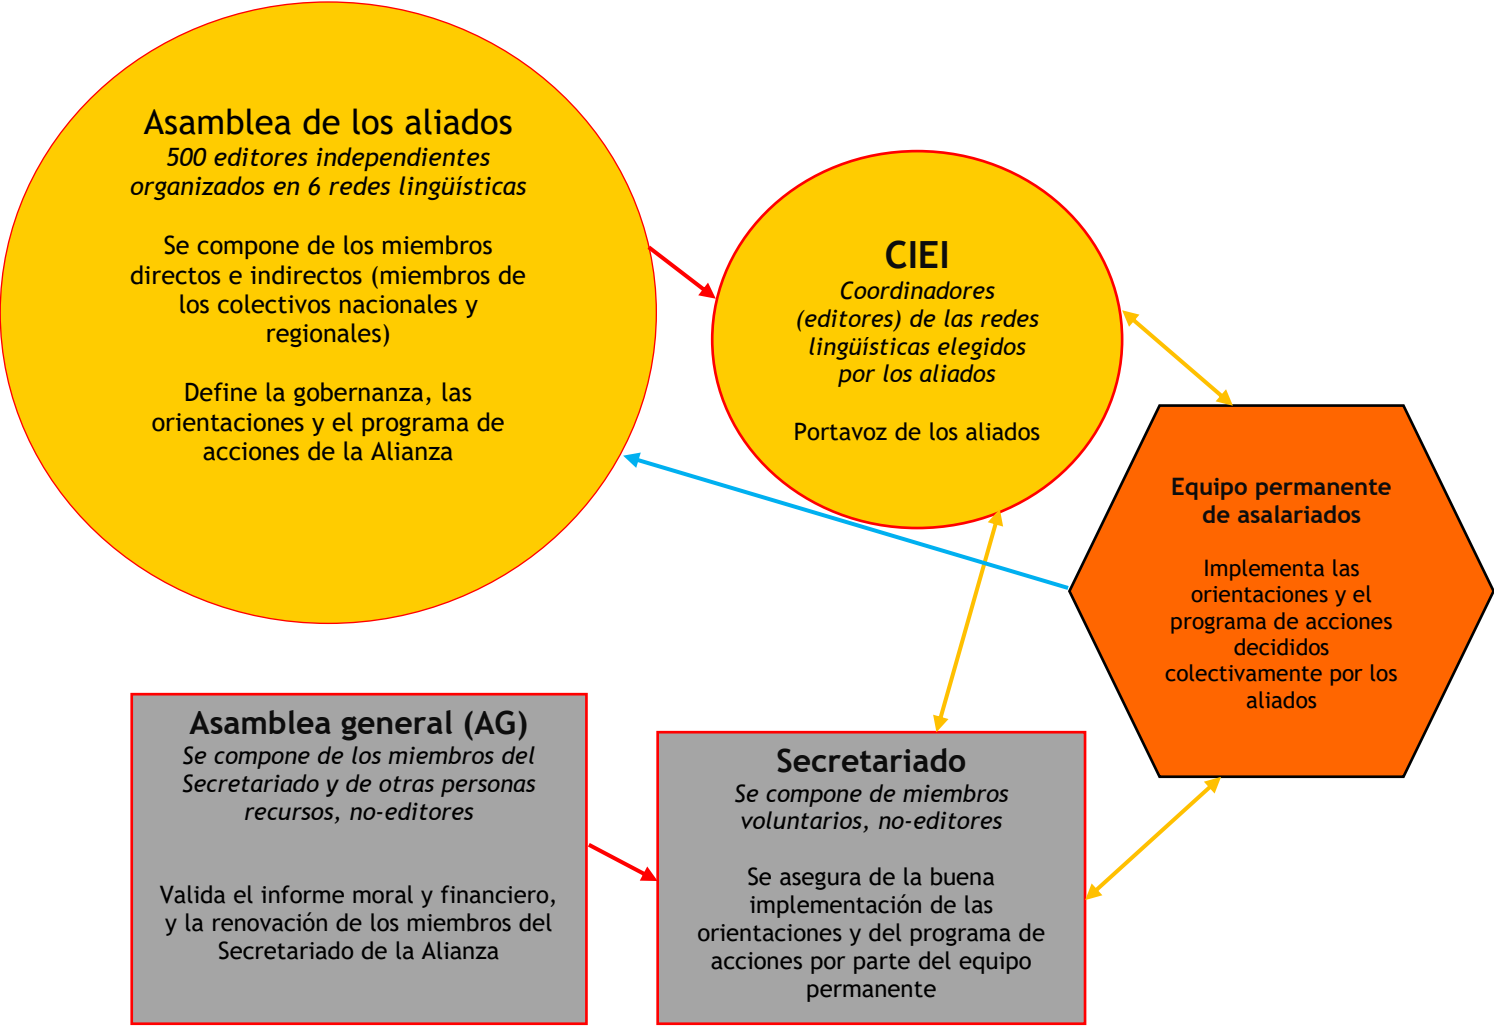 Asamblea de los aliados
500 editores independientes
organizados en 6 redes lingüísticas
Se compone de los miembros
directos e indirectos (miembros de
los colectivos nacionales y
regionales)
Define la gobernanza, las
orientaciones y el programa de
acciones de la Alianza
CIEI
Coordinadores
(editores) de las redes
lingüísticas elegidos
por los aliados
Portavoz de los aliados
Equipo permanente
de asalariados
Implementa las
orientaciones y el
programa de acciones
decididos
colectivamente por los
aliados
Asamblea general (AG)
Se compone de los miembros del
Secretariado y de otras personas
recursos, no-editores
Valida el informe moral y financiero,
y la renovación de los miembros del
Secretariado de la Alianza
Secretariado
Se compone de miembros
voluntarios, no-editores
Se asegura de la buena
implementación de las
orientaciones y del programa de
acciones por parte del equipo
permanente